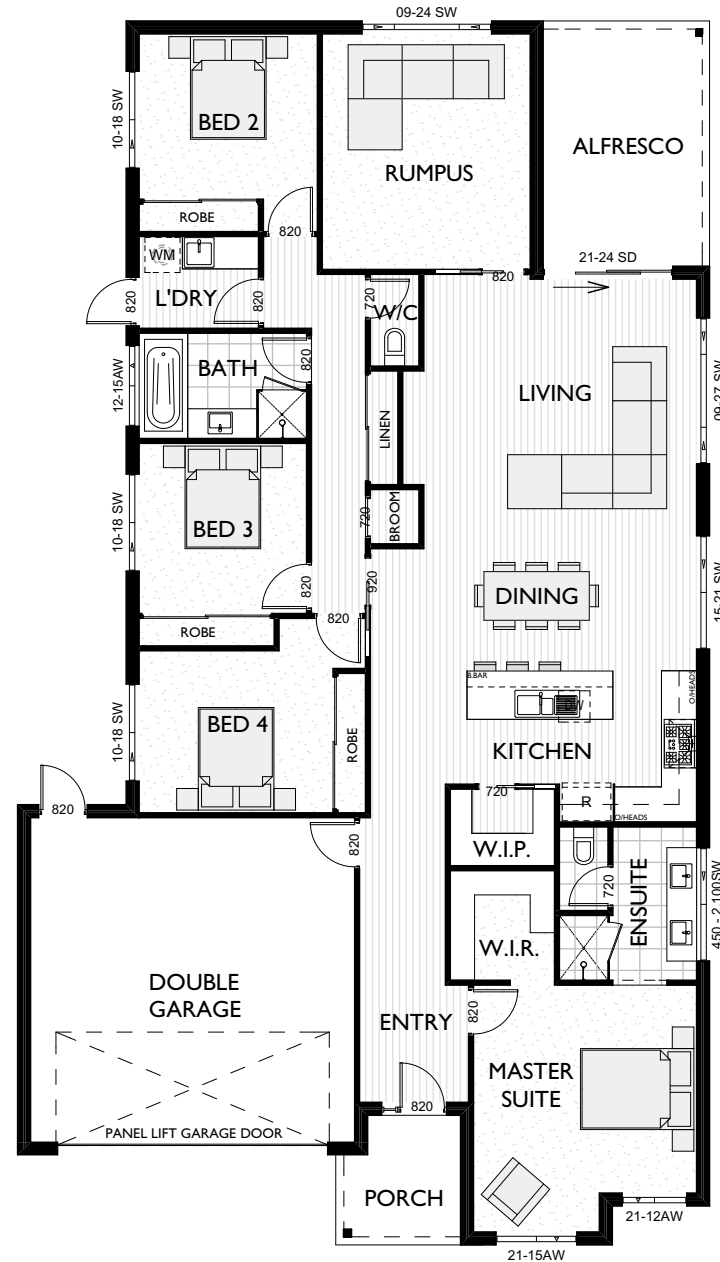 09-24 SW
10-18 SW
BED 2
RUMPUS
ALFRESCO
ROBE
820
WM
21-24 SD
820
L'DRY
820
820
720
W/C
12-15AW
BATH
820
LIVING
09-27 SW
LINEN
10-18 SW
BED 3
720
BROOM
820
920
DINING
15-21 SW
ROBE
820
B.BAR
O/HEADS
10-18 SW
BED 4
ROBE
DW
KITCHEN
720
R
O/HEADS
820
820
W.I.P.
720
ENSUITE
450 - 2,100SW
W.I.R.
DOUBLE
GARAGE
ENTRY
820
MASTER
SUITE
820
PANEL LIFT GARAGE DOOR
PORCH
21-12AW
21-15AW